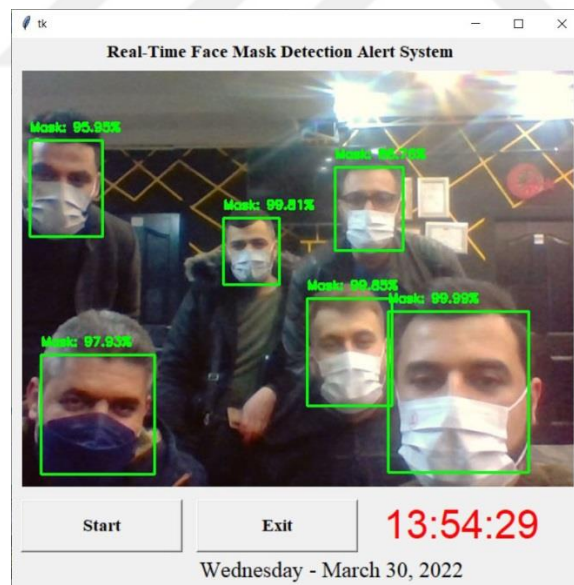 tk
Real-Time Face Mask Detection Alert System
Mask: 95.95%
Mask:
Mask: 99.81%
Mask: 99.85%
Mask: 99.99%
Mask: 97.93%
Start
Exit
13:54:29
Wednesday - March 30, 2022